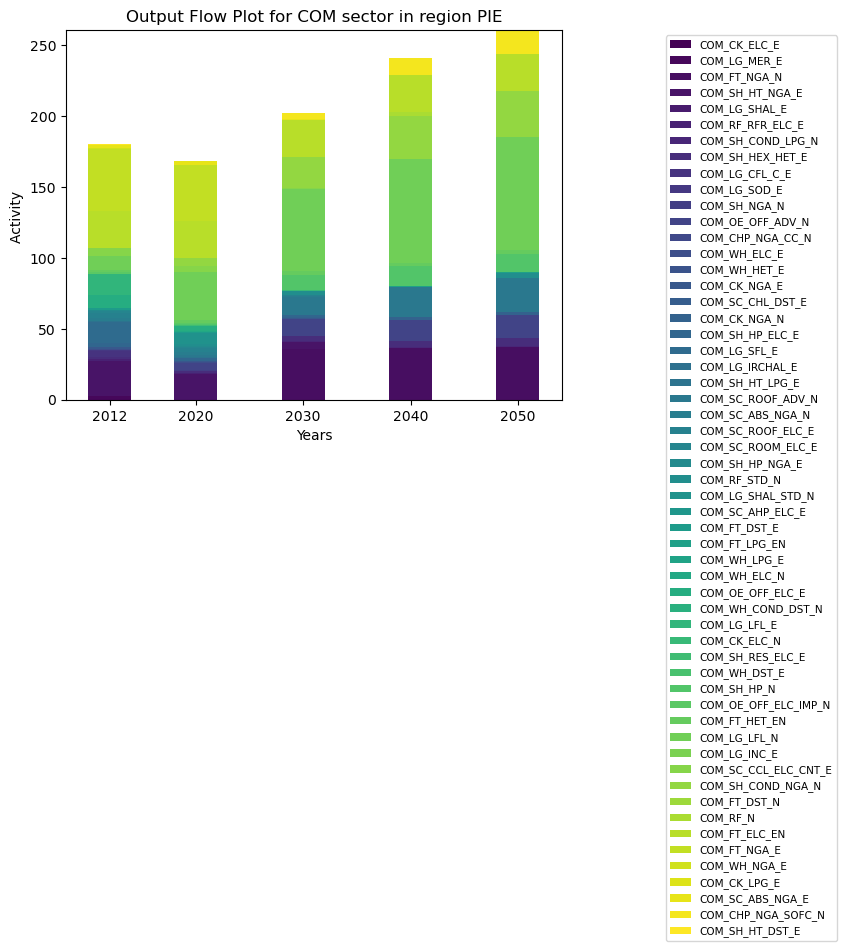 Output Flow Plot for COM sector in region PIE
250
200
150
100
50
0
Activity
2012 2020 2030 2040 2050
Years
COM_CK_ELC_E
COM_LG_MER_E
COM_FT_NGA_N
COM_SH_HT_NGA_E
COM_LG_SHAL_E
COM_RF_RFR_ELC_E
COM_SH_COND_LPG_N
COM_SH_HEX_HET_E
COM_LG_CFL_C_E
COM_LG_SOD_E
COM_SH_NGA_N
COM_OE_OFF_ADV_N
COM_CHP_NGA_CC_N
COM_WH_ELC_E
COM_WH_HET_E
COM_CK_NGA_E
COM_SC_CHL_DST_E
COM_CK_NGA_N
COM_SH_HP_ELC_E
COM_LG_SFL_E
COM_LG_IRCHAL_E
COM_SH_HT_LPG_E
COM_SC_ROOF_ADV_N
COM_SC_ABS_NGA_N
COM_SC_ROOF_ELC_E
COM_SC_ROOM_ELC_E
COM_SH_HP_NGA_E
COM_RF_STD_N
COM_LG_SHAL_STD_N
COM_SC_AHP_ELC_E
COM_FT_DST_E
COM_FT_LPG_EN
COM_WH_LPG_E
COM_WH_ELC_N
COM_OE_OFF_ELC_E
COM_WH_COND_DST_N
COM_LG_LFL_E
COM_CK_ELC_N
COM_SH_RES_ELC_E
COM_WH_DST_E
COM_SH_HP_N
COM_OE_OFF_ELC_IMP_N
COM_FT_HET_EN
COM_LG_LFL_N
COM_LG_INC_E
COM_SC_CCL_ELC_CNT_E
COM_SH_COND_NGA_N
COM_FT_DST_N
COM_RF_N
COM_FT_ELC_EN
COM_FT_NGA_E
COM_WH_NGA_E
COM_CK_LPG_E
COM_SC_ABS_NGA_E
COM_CHP_NGA_SOFC_N
COM_SH_HT_DST_E